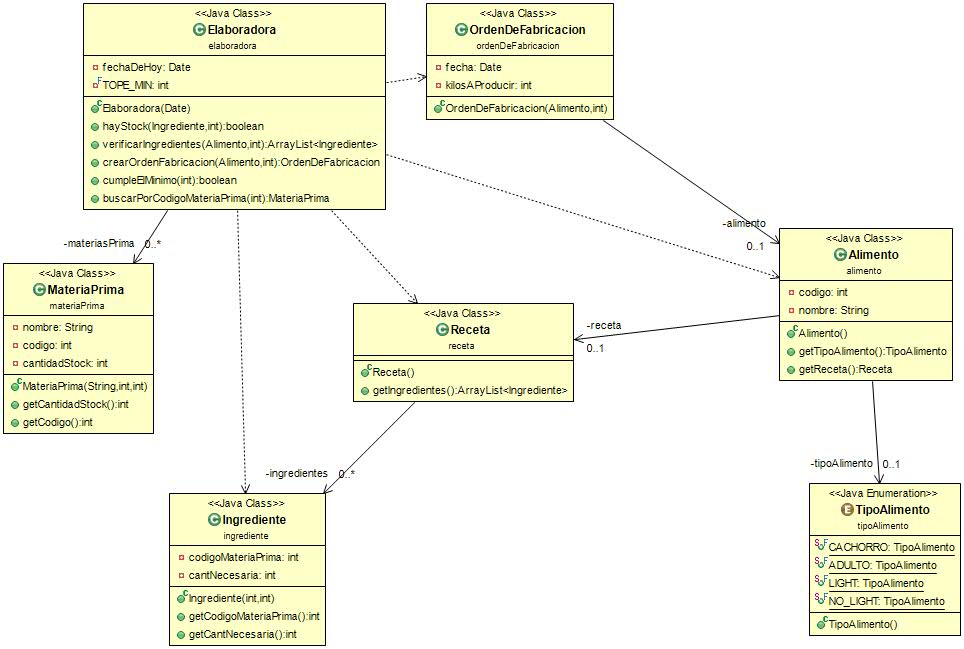 <<Java Class>>
Elaboradora
elaboradora
fechaDeHoy: Date
TOPE_MIN: int
Elaboradora(Date)
hayStock(Ingrediente,int):boolean
verificarIngredientes(Alimento,int):ArrayList<Ingrediente>
crearOrdenFabricacion(Alimento,int):OrdenDeFabricacion
cumpleElMinimo(int):boolean
buscarPorCodigoMateriaPrima(int):MateriaPrima
<<Java Class>>
OrdenDeFabricacion
ordenDeFabricacion
fecha: Date
kilosAProducir: int
OrdenDeFabricacion(Alimento,int)
-materiasPrima 0..*
-alimento
0..1
<<Java Class>>
MateriaPrima
materiaPrima
nombre: String
codigo: int
cantidadStock: int
MateriaPrima(String,int,int)
getCantidadStock():int
getCodigo():int
<<Java Class>>
Alimento
alimento
codigo: int
nombre: String
Alimento()
getTipoAlimento():TipoAlimento
getReceta():Receta
<<Java Class>>
Receta
receta
Receta()
getIngredientes():ArrayList<Ingrediente>
-receta
0..1
-ingredientes 0..*
-tipoAlimento 0..1
<<Java Class>>
Ingrediente
ingrediente
codigoMateriaPrima: int
cantNecesaria: int
Ingrediente(int,int)
getCodigoMateriaPrima():int
getCantNecesaria():int
<<Java Enumeration>>
TipoAlimento
tipoAlimento
CACHORRO: TipoAlimento
ADULTO: TipoAlimento
LIGHT: TipoAlimento
NO_LIGHT: TipoAlimento
TipoAlimento()